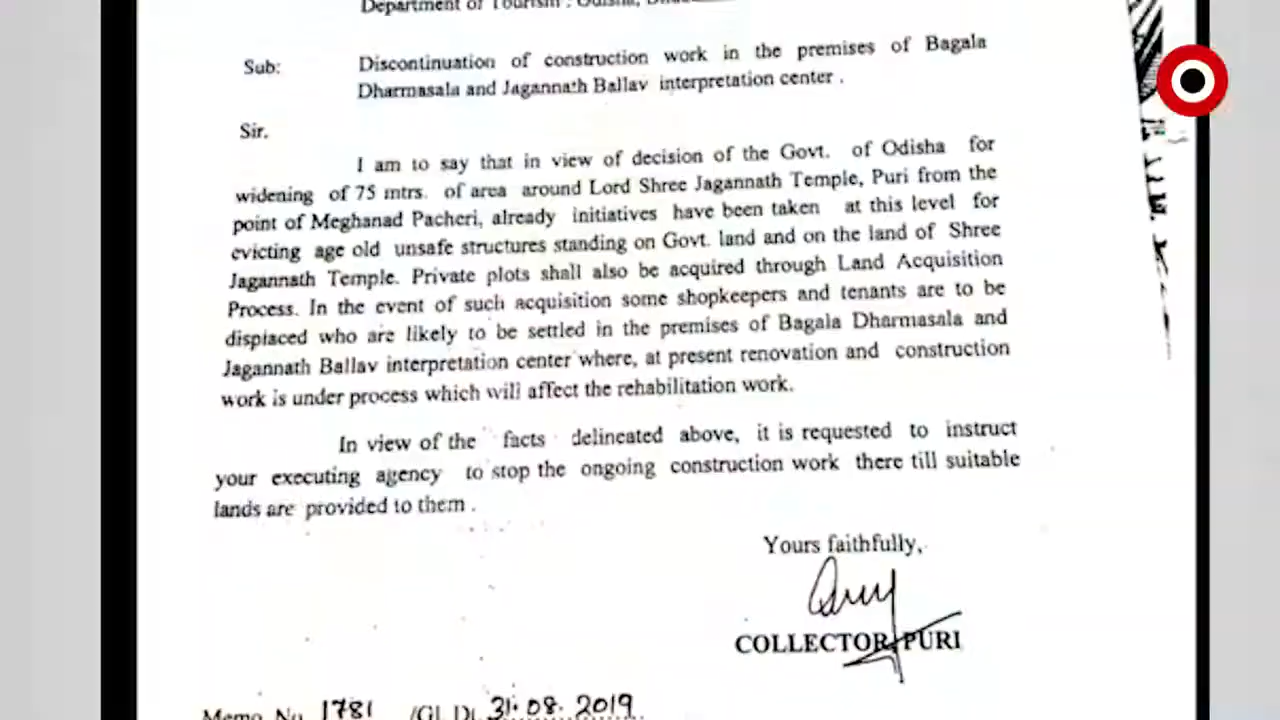 Department of Tourism : Odisha,
Sub: Discontinuation of construction work in the premises of Bagala
Dharmasala and Jagannath Ballav interpretation center .
Sir.
I am to say that in view of decision of the Govt. of Odisha for
widening of 75 mtrs. of area around Lord Shree Jagannath Temple, Puri from the
point of Meghanad Pacheri, already initiatives have been taken at this level for
evicting age old unsafe structures standing on Govt. land and on the land of Shree
Jagannath Temple. Private plots shall also be acquired through Land Acquisition
Process. In the event of such acquisition some shopkeepers and tenants are to be
displaced who are likely to be settled in the premises of Bagala Dharmasala and
Jagannath Ballav interpretation center where, at present renovation and construction
work is under process which will affect the rehabilitation work.
In view of the facts delineated above, it is requested to instruct
your executing agency to stop the ongoing construction work there till suitable
lands are provided to them .
Yours faithfully,
COLLECTOR, PURI
Memo No 1781 /GL D) 31.08.2019